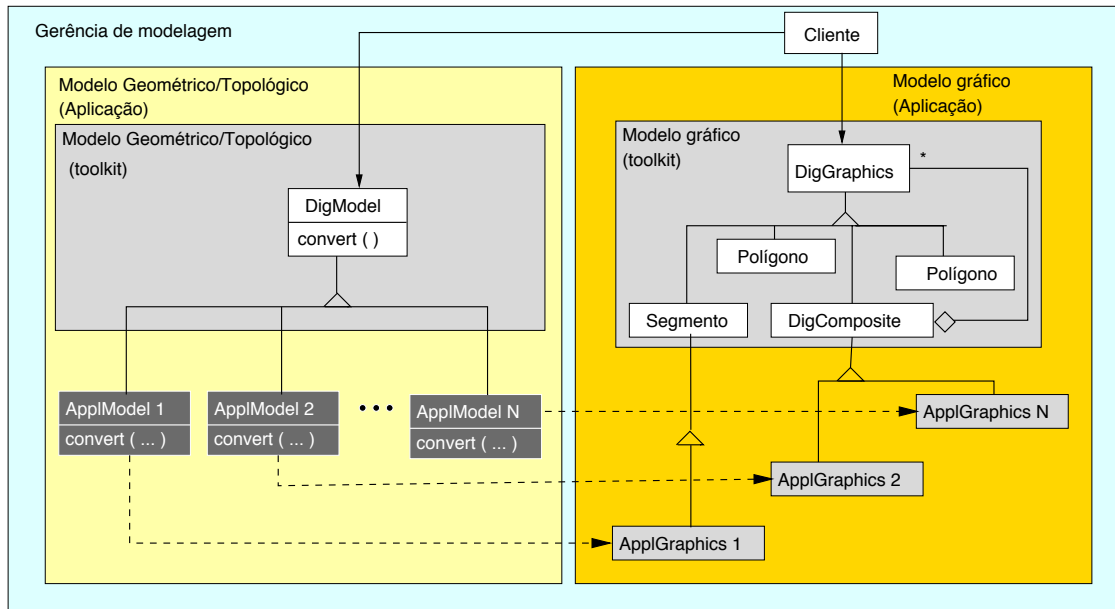 Gerência de modelagem
Cliente
Modelo Geométrico/Topológico
(Aplicação)
Modelo Geométrico/Topológico
(toolkit)
DigModel
convert ( )
ApplModel 1
convert ( ... )
ApplModel 2
convert ( ... )
• • •
ApplModel N
convert ( ... )
Modelo gráfico
(Aplicação)
Modelo gráfico
(toolkit)
DigGraphics
*
Polígono
Polígono
Segmento
DigComposite
ApplGraphics N
ApplGraphics 2
ApplGraphics 1